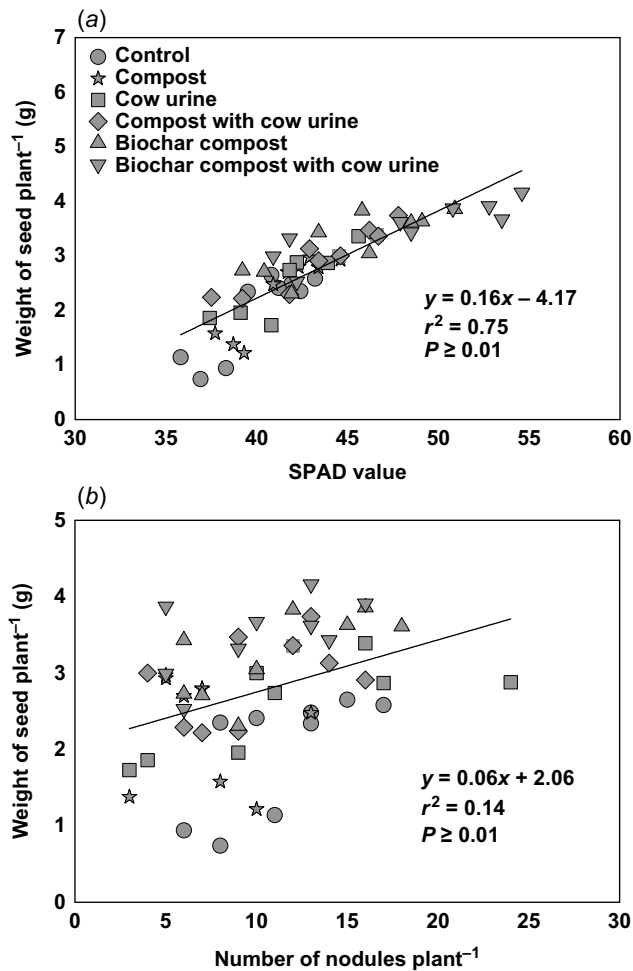 (a)
7
6
5
4
3
2
1
0
Weight of seed plant⁻¹ (g)
Control
Compost
Cow urine
Compost with cow urine
Biochar compost
Biochar compost with cow urine
y = 0.16x – 4.17
r² = 0.75
P ≥ 0.01
30 35 40 45 50 55 60
SPAD value
(b)
5
4
3
2
1
0
Weight of seed plant⁻¹ (g)
y = 0.06x + 2.06
r² = 0.14
P ≥ 0.01
0 5 10 15 20 25 30
Number of nodules plant⁻¹